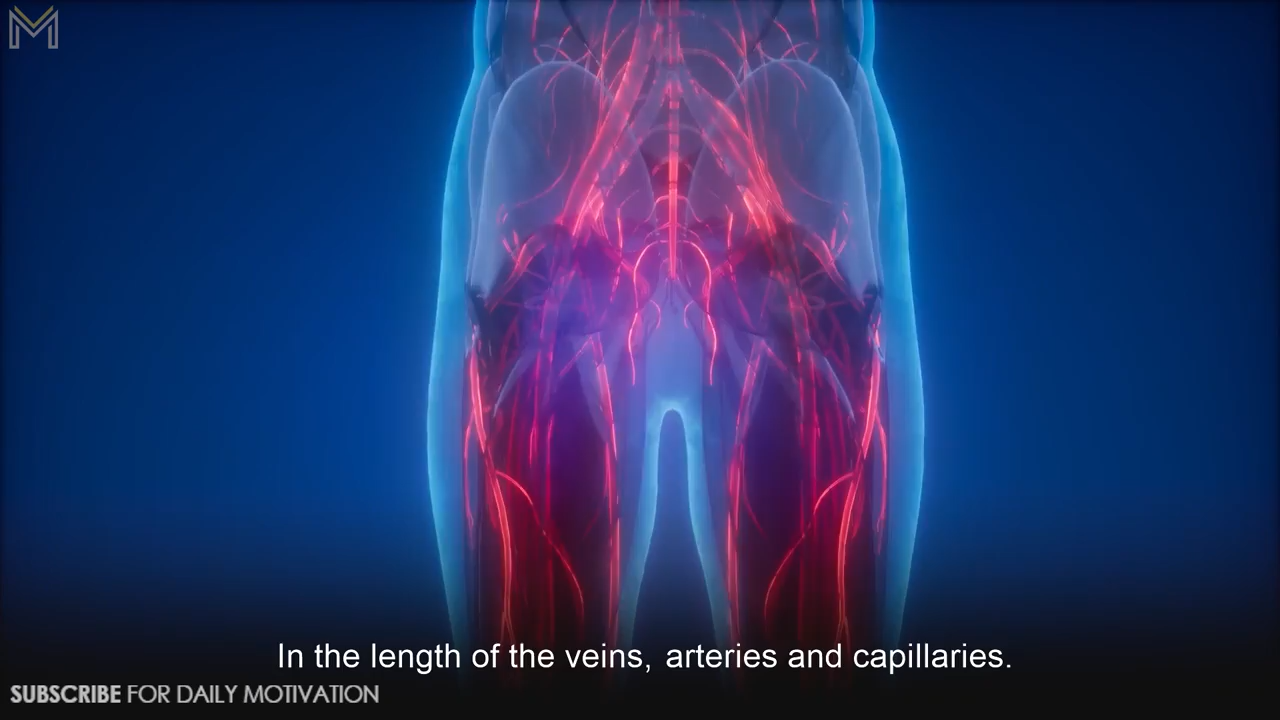 In the length of the veins, arteries and capillaries.
SUBSCRIBE FOR DAILY MOTIVATION